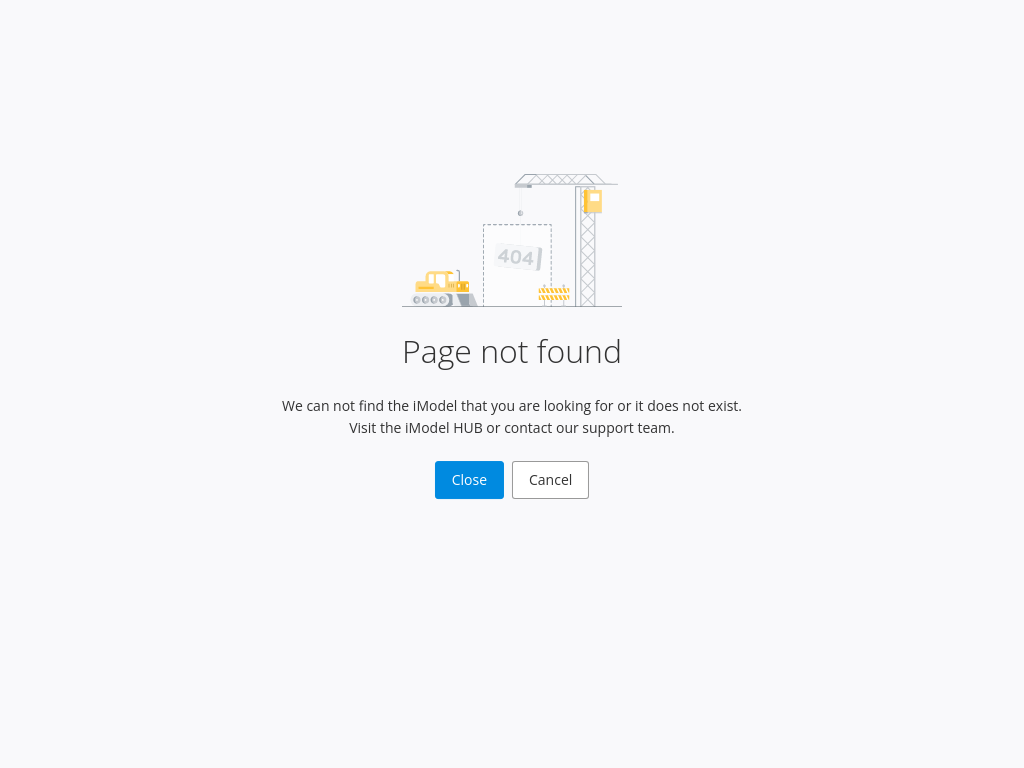 404
Page not found
We can not find the iModel that you are looking for or it does not exist.
Visit the iModel HUB or contact our support team.
Close
Cancel